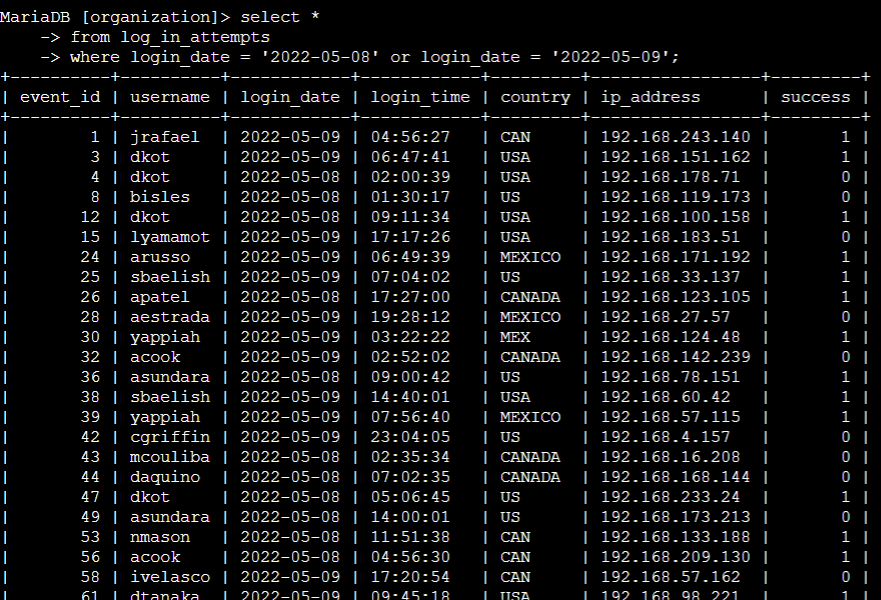 MariaDB [organization]> select *
    -> from log_in_attempts
    -> where login_date = '2022-05-08' or login_date = '2022-05-09';
+----------+----------+------------+------------+---------+-----------------+---------+
| event_id | username | login_date | login_time | country | ip_address      | success |
+----------+----------+------------+------------+---------+-----------------+---------+
|        1 | jrafael  | 2022-05-09 | 04:56:27   | CAN     | 192.168.243.140 |       1 |
|        3 | dkot     | 2022-05-09 | 06:47:41   | USA     | 192.168.151.162 |       1 |
|        4 | dkot     | 2022-05-08 | 02:00:39   | USA     | 192.168.178.71  |       0 |
|        8 | bisles   | 2022-05-08 | 01:30:17   | US      | 192.168.119.173 |       0 |
|       12 | dkot     | 2022-05-08 | 09:11:34   | USA     | 192.168.100.158 |       1 |
|       15 | lyamamot | 2022-05-09 | 17:17:26   | USA     | 192.168.183.51  |       0 |
|       24 | arusso   | 2022-05-09 | 06:49:39   | MEXICO  | 192.168.171.192 |       1 |
|       25 | sbaelish | 2022-05-09 | 07:04:02   | US      | 192.168.33.137  |       1 |
|       26 | apatel   | 2022-05-08 | 17:27:00   | CANADA  | 192.168.123.105 |       1 |
|       28 | aestrada | 2022-05-09 | 19:28:12   | MEXICO  | 192.168.27.57   |       0 |
|       30 | yappiah  | 2022-05-09 | 03:22:22   | MEX     | 192.168.124.48  |       1 |
|       32 | acook    | 2022-05-09 | 02:52:02   | CANADA  | 192.168.142.239 |       0 |
|       36 | asundara | 2022-05-08 | 09:00:42   | US      | 192.168.78.151  |       1 |
|       38 | sbaelish | 2022-05-09 | 14:40:01   | USA     | 192.168.60.42   |       1 |
|       39 | yappiah  | 2022-05-09 | 07:56:40   | MEXICO  | 192.168.57.115  |       1 |
|       42 | cgriffin | 2022-05-09 | 23:04:05   | US      | 192.168.4.157   |       0 |
|       43 | mcouliba | 2022-05-08 | 02:35:34   | CANADA  | 192.168.16.208  |       0 |
|       44 | daquino  | 2022-05-08 | 07:02:35   | CANADA  | 192.168.168.144 |       0 |
|       47 | dkot     | 2022-05-08 | 05:06:45   | US      | 192.168.233.24  |       1 |
|       49 | asundara | 2022-05-08 | 14:00:01   | US      | 192.168.173.213 |       0 |
|       53 | nmason   | 2022-05-08 | 11:51:38   | CAN     | 192.168.133.188 |       1 |
|       56 | acook    | 2022-05-08 | 04:56:30   | CAN     | 192.168.209.130 |       1 |
|       58 | ivelasco | 2022-05-09 | 17:20:54   | CAN     | 192.168.57.162  |       0 |
|       61 | dtanaka  | 2022-05-09 | 09:45:18   | USA     | 192.168.98.221  |       1 |